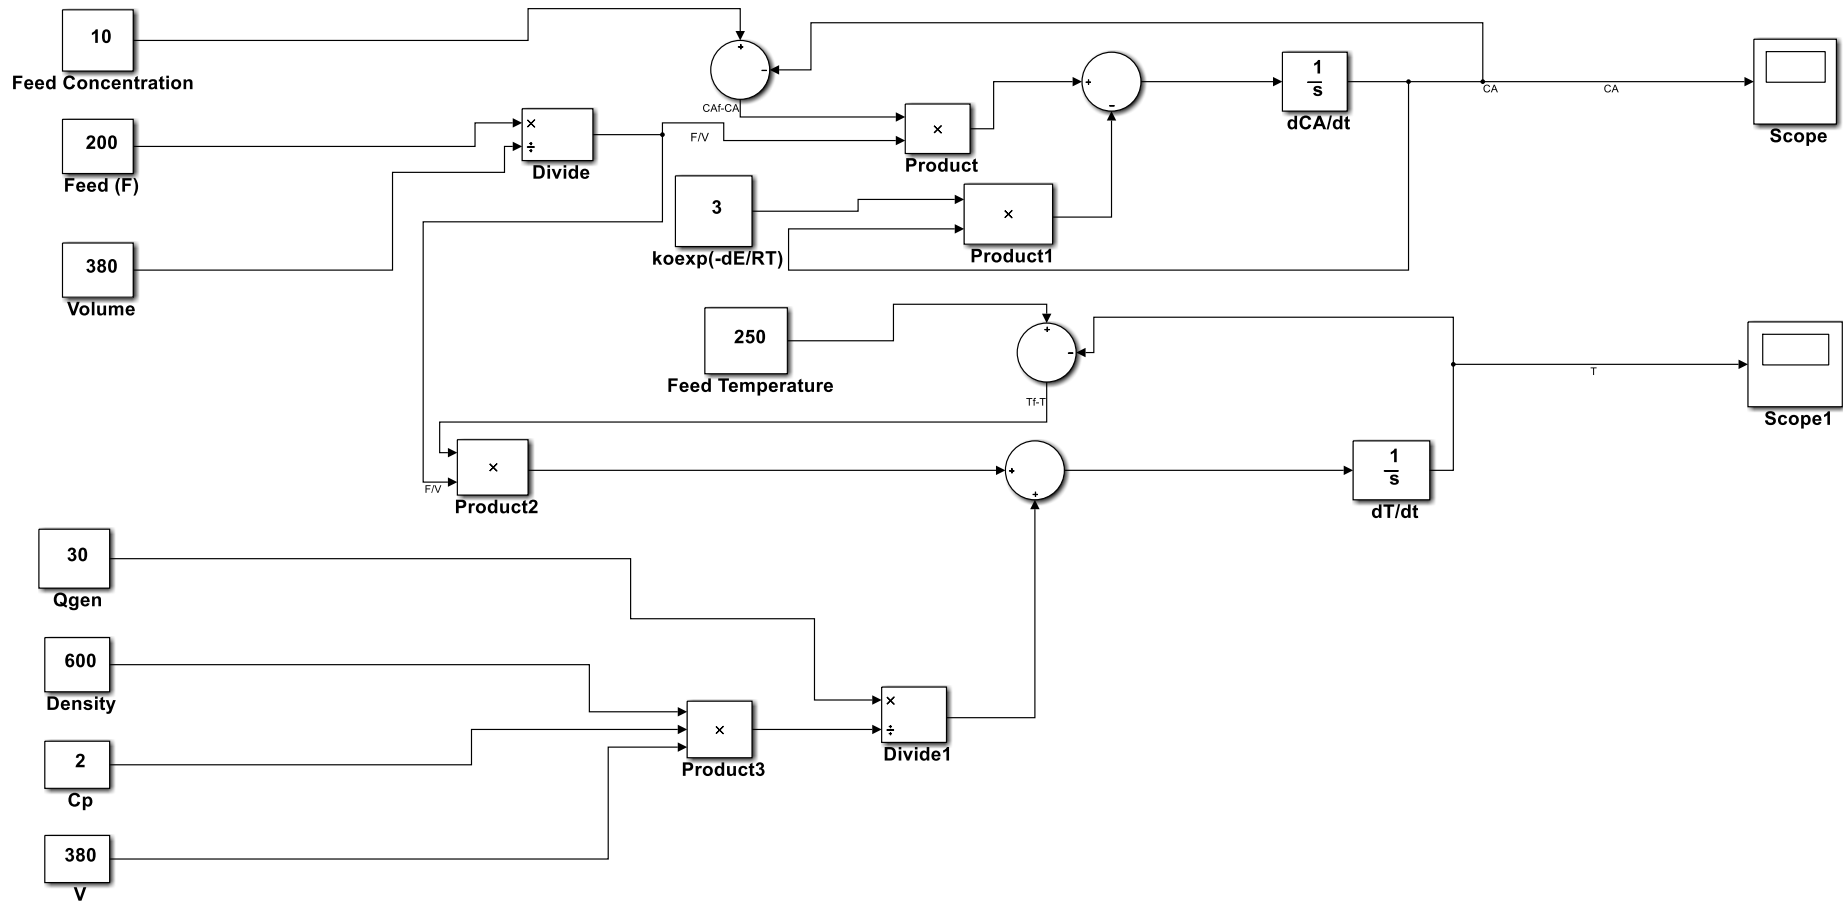 10
Feed Concentration
+
-
CAf-CA
200
Feed (F)
×
÷
Divide
F/V
×
Product
+
-
1
s
dCA/dt
CA
CA
Scope
380
Volume
3
koexp(-dE/RT)
×
Product1
250
Feed Temperature
+
-
Tf-T
T
Scope1
F/V
×
Product2
+
+
1
s
dT/dt
30
Qgen
600
Density
2
Cp
380
V
×
Product3
×
÷
Divide1